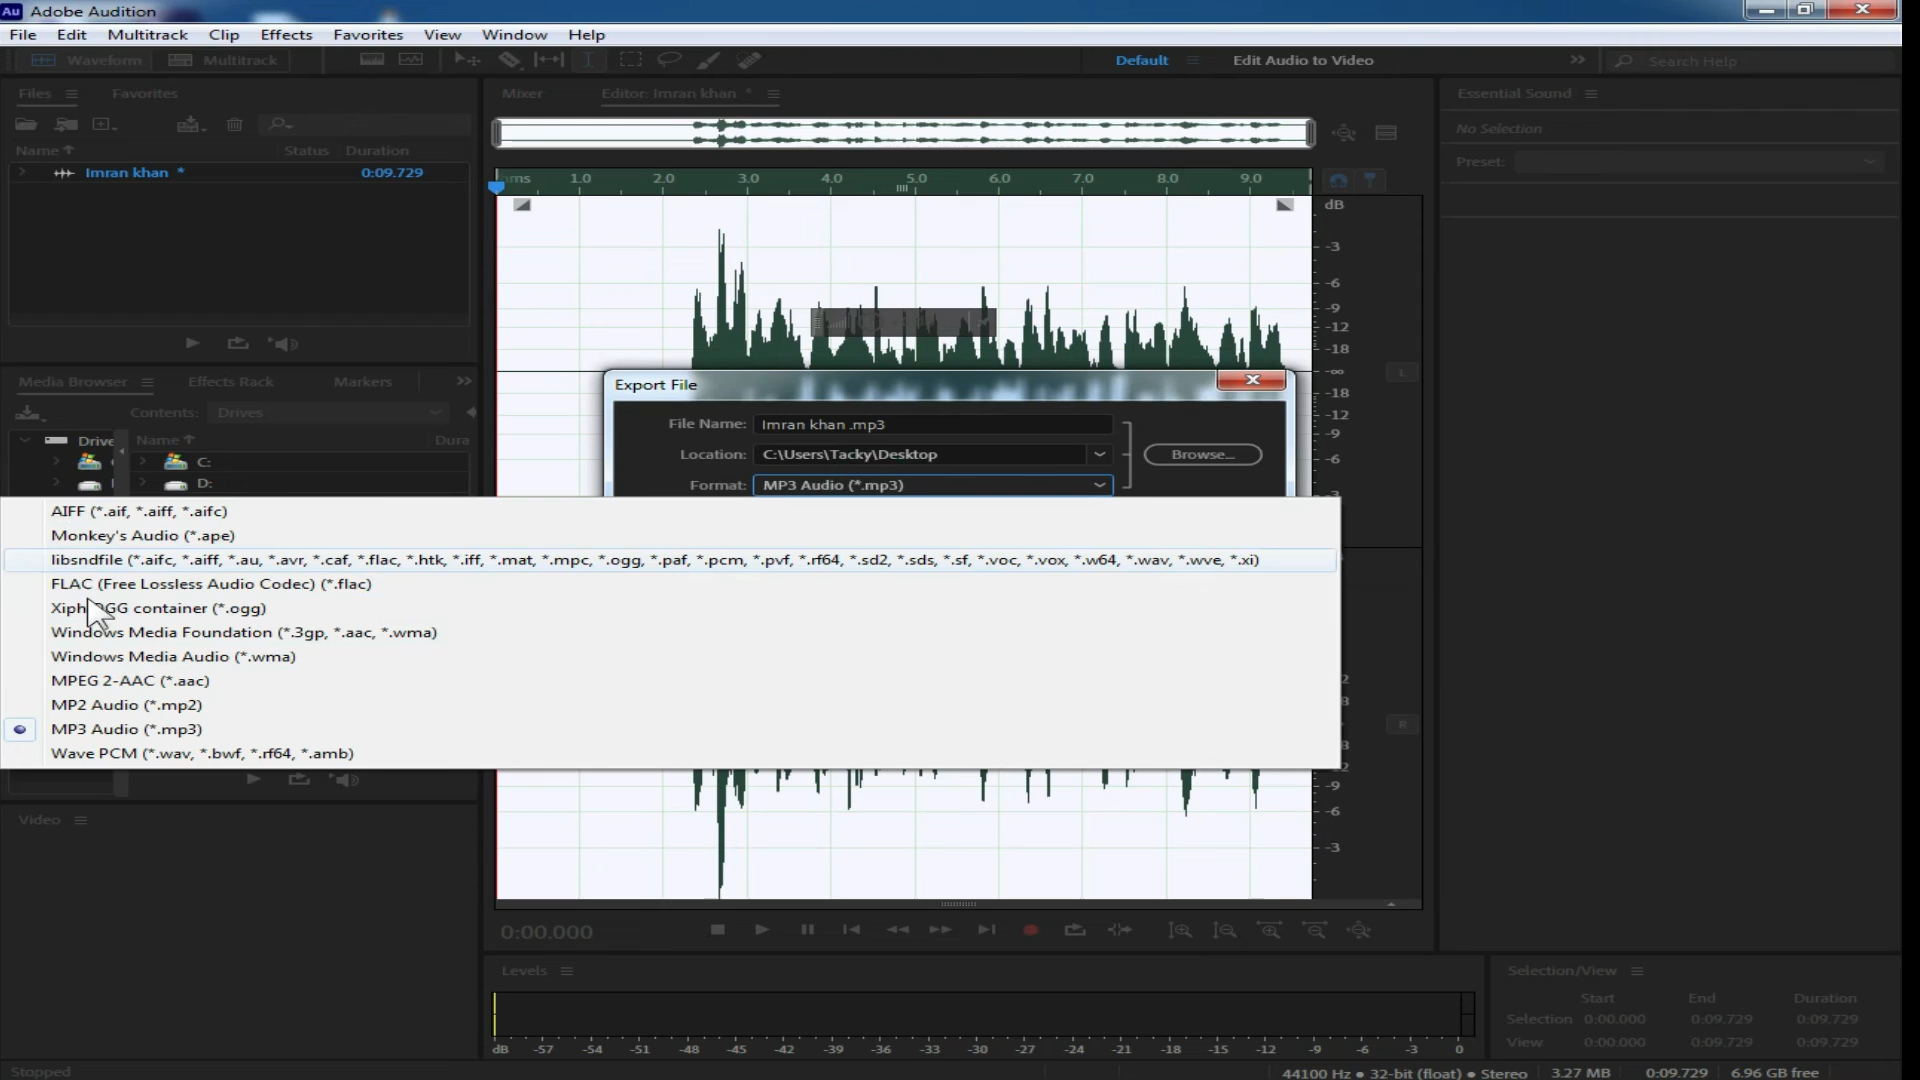 Au Adobe Audition
File Edit Multitrack Clip Effects Favorites View Window Help
Waveform Multitrack Default Edit Audio to Video Search Help
Files Favorites Mixer Editor: Imran khan * Essential Sound
No Selection
Name Status Duration
Preset:
Imran khan * 0:09.729
1.0 2.0 3.0 4.0 5.0 6.0 7.0 8.0 9.0
dB
-3
-6
-9
-12
-18
-∞
-18
-12
-9
-6
L
Media Browser Effects Rack Markers
Contents: Drives
Name Dura
C:
D:
Export File
File Name: Imran khan .mp3
Location: C:\Users\Tacky\Desktop
Browse...
Format: MP3 Audio (*.mp3)
AIFF (*.aif, *.aiff, *.aifc)
Monkey's Audio (*.ape)
libsndfile (*.aifc, *.aiff, *.au, *.avr, *.caf, *.flac, *.htk, *.iff, *.mat, *.mpc, *.ogg, *.paf, *.pcm, *.pvf, *.rf64, *.sd2, *.sds, *.sf, *.voc, *.vox, *.w64, *.wav, *.wve, *.xi)
FLAC (Free Lossless Audio Codec) (*.flac)
container (*.ogg)
Windows Media Foundation (*.3gp, *.aac, *.wma)
Windows Media Audio (*.wma)
MPEG 2-AAC (*.aac)
MP2 Audio (*.mp2)
MP3 Audio (*.mp3)
Wave PCM (*.wav, *.bwf, *.rf64, *.amb)
R
-9
-6
-3
Video
0:00.000
Levels
dB -57 -54 -51 -48 -45 -42 -39 -36 -33 -30 -27 -24 -21 -18 -15 -12 -9 -6 -3 0
Selection/View
Start End Duration
Selection 0:00.000 0:09.729 0:09.729
View 0:00.000 0:09.729 0:09.729
Stopped
44100 Hz ● 32-bit (float) ● Stereo 3.27 MB 0:09.729 6.96 GB free